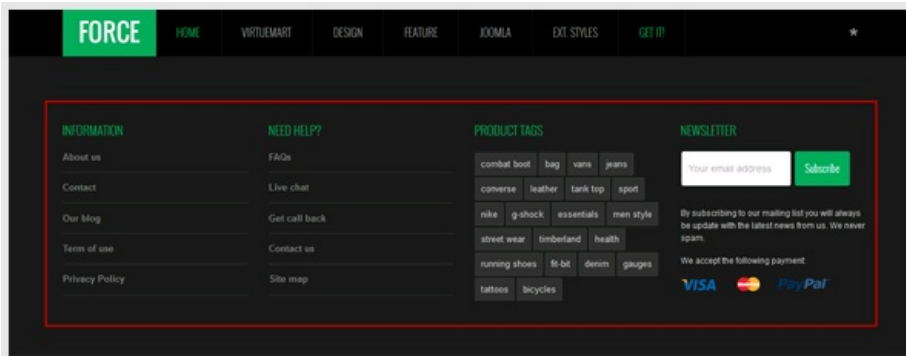 FORCE
HOME
VIRTUEMART
DESIGN
FEATURE
JOOMLA
EXT. STYLES
GET IT!
INFORMATION
About us
Contact
Our blog
Term of use
Privacy Policy
NEED HELP?
FAQs
Live chat
Get call back
Contact us
Site map
PRODUCT TAGS
combat boot bag vans jeans
converse leather tank top sport
nike g-shock essentials men style
street wear timberland health
running shoes fit-bit denim gauges
tattoos bicycles
NEWSLETTER
Your email address Subscribe
By subscribing to our mailing list you will always
be update with the latest news from us. We never
spam.
We accept the following payment:
VISA MasterCard PayPal